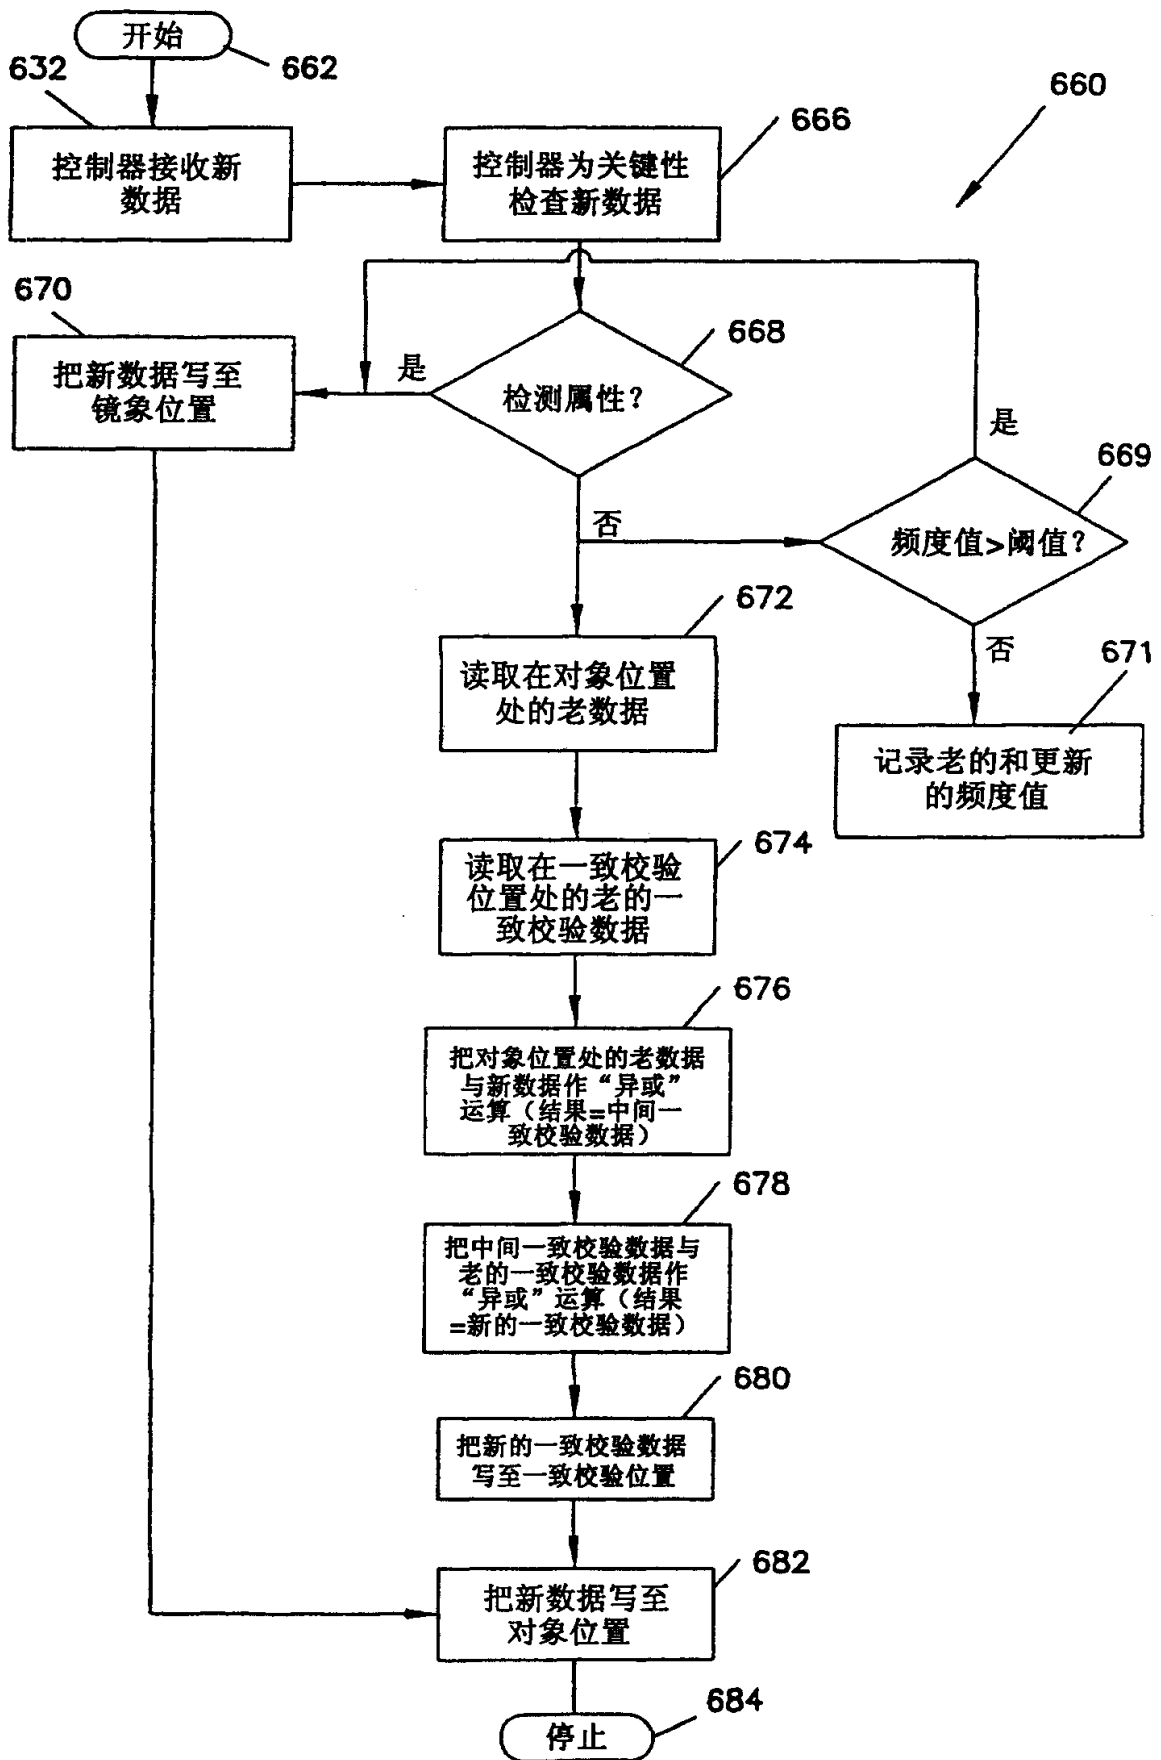 开始
662
632
控制器接收新
数据
控制器为关键性
检查新数据
666
660
670
把新数据写至
镜象位置
是
检测属性?
668
是
669
频度值>阈值?
否
672
读取在对象位置
处的老数据
否
671
记录老的和更新
的频度值
674
读取在一致校验
位置处的老的一
致校验数据
676
把对象位置处的老数据
与新数据作“异或”
运算(结果=中间一
致校验数据)
678
把中间一致校验数据与
老的一致校验数据作
“异或”运算(结果
=新的一致校验数据)
680
把新的一致校验数据
写至一致校验位置
682
把新数据写至
对象位置
684
停止